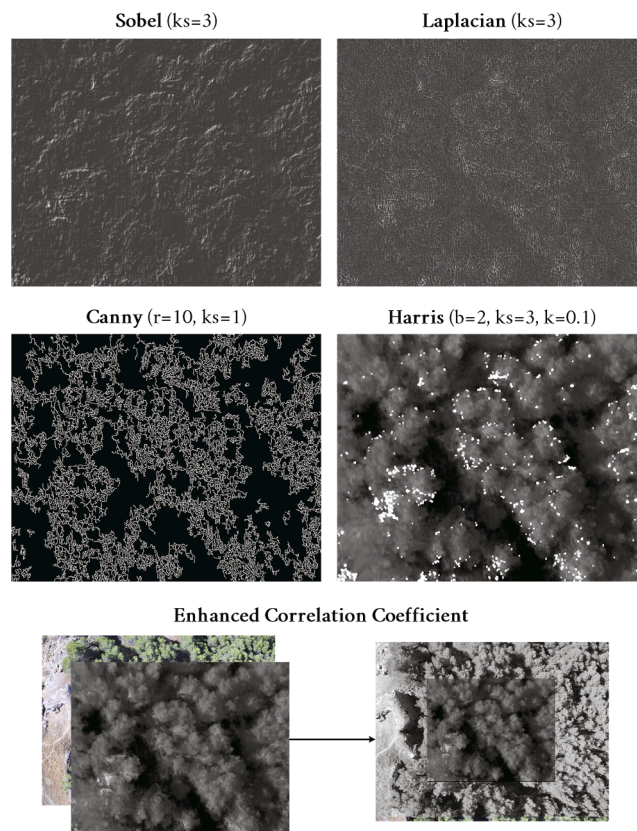 Sobel (ks=3)
Laplacian (ks=3)
Canny (r=10, ks=1)
Harris (b=2, ks=3, k=0.1)
Enhanced Correlation Coefficient